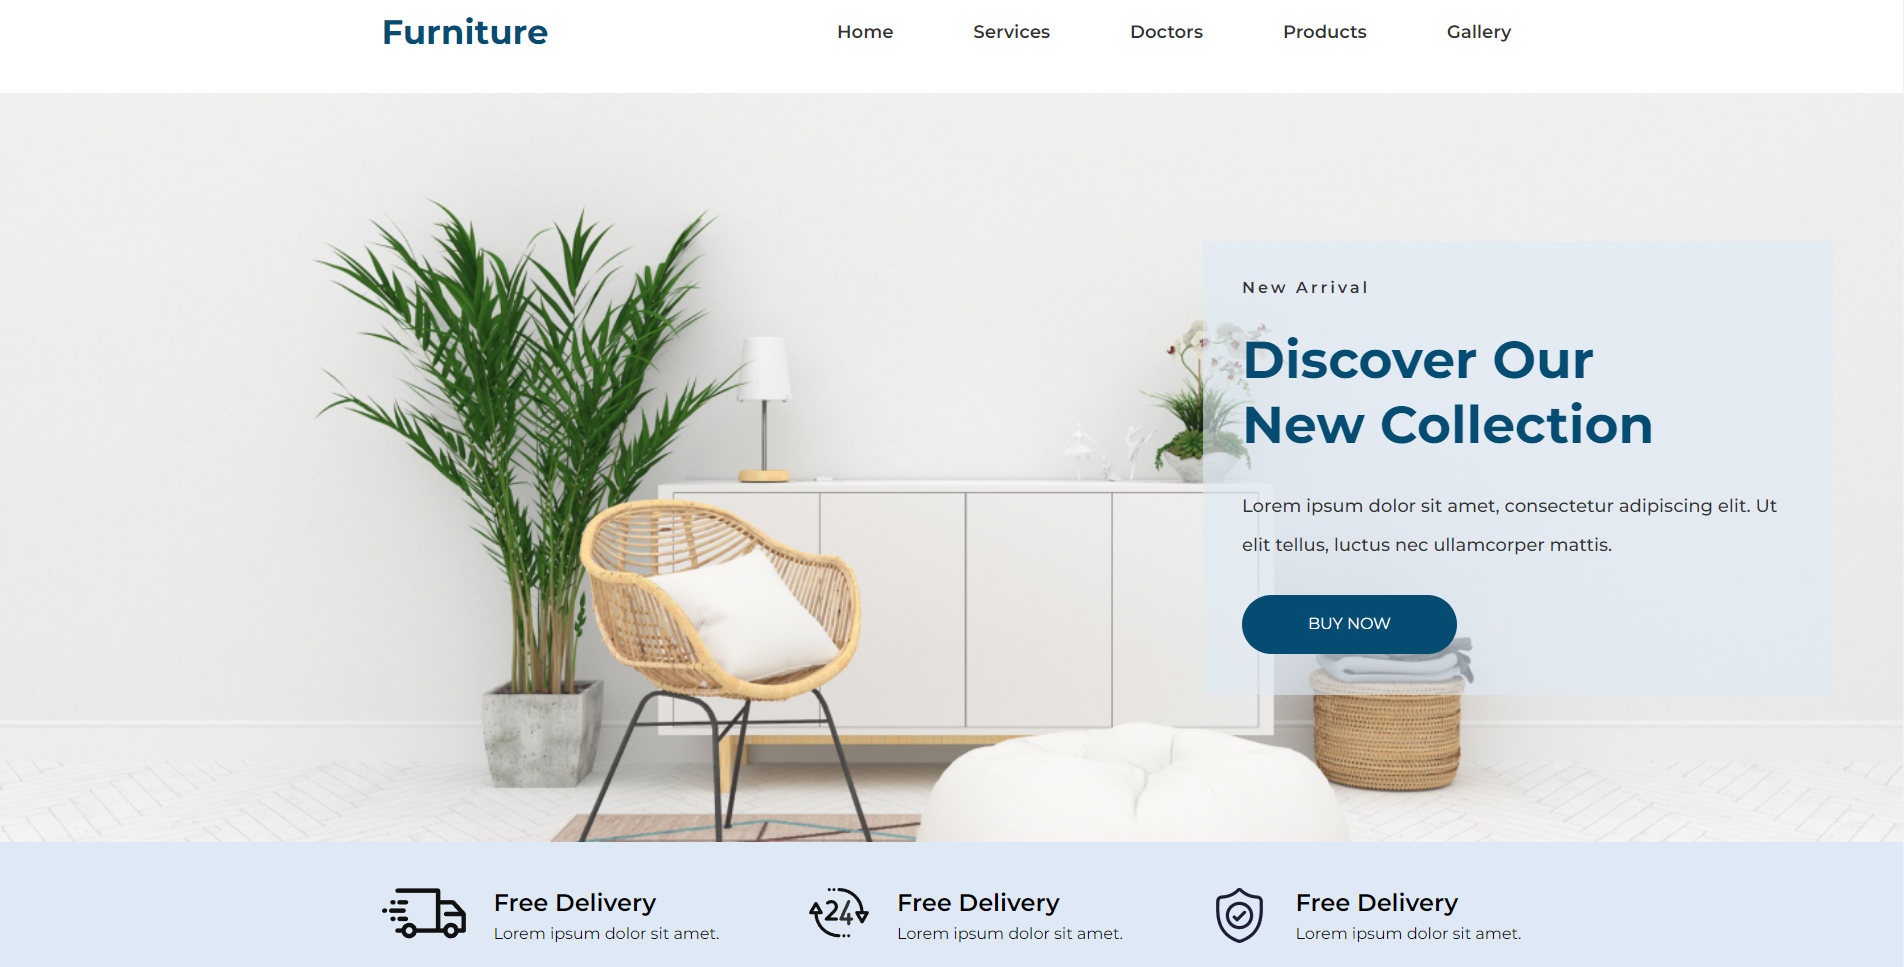 Furniture
Home Services Doctors Products Gallery
New Arrival
Discover Our
New Collection
Lorem ipsum dolor sit amet, consectetur adipiscing elit. Ut
elit tellus, luctus nec ullamcorper mattis.
BUY NOW
Free Delivery
Lorem ipsum dolor sit amet.
24
Free Delivery
Lorem ipsum dolor sit amet.
Free Delivery
Lorem ipsum dolor sit amet.